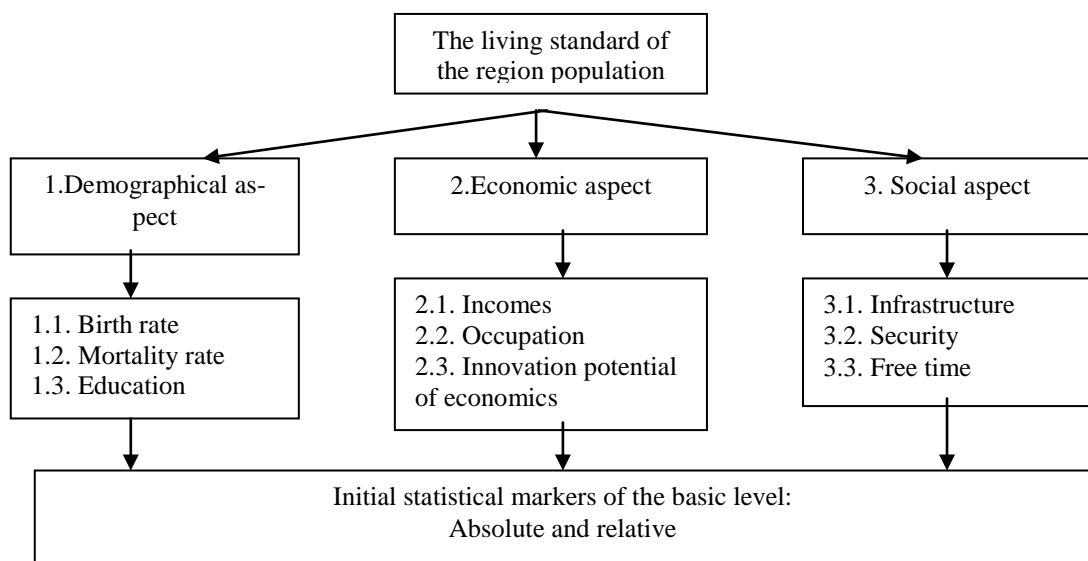 The living standard of
the region population
1.Demographical as-
pect
2.Economic aspect
3. Social aspect
1.1. Birth rate
1.2. Mortality rate
1.3. Education
2.1. Incomes
2.2. Occupation
2.3. Innovation potential
of economics
3.1. Infrastructure
3.2. Security
3.3. Free time
Initial statistical markers of the basic level:
Absolute and relative